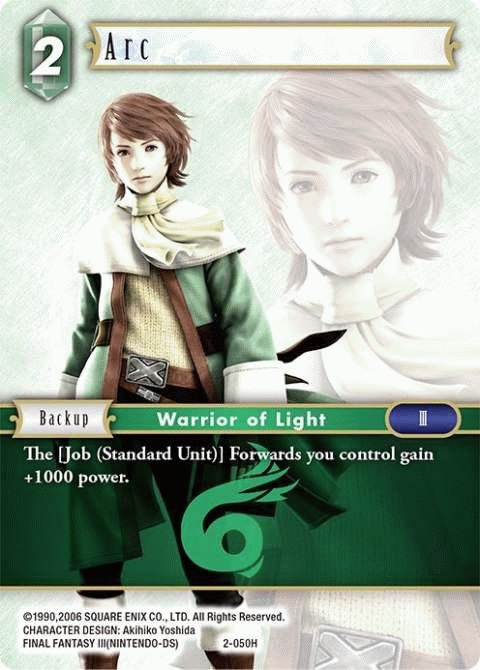 2
Arc
Backup
Warrior of Light
III
The [Job (Standard Unit)] Forwards you control gain
+1000 power.
©1990,2006 SQUARE ENIX CO., LTD. All Rights Reserved.
CHARACTER DESIGN: Akihiko Yoshida
FINAL FANTASY III(NINTENDO-DS)
2-050H